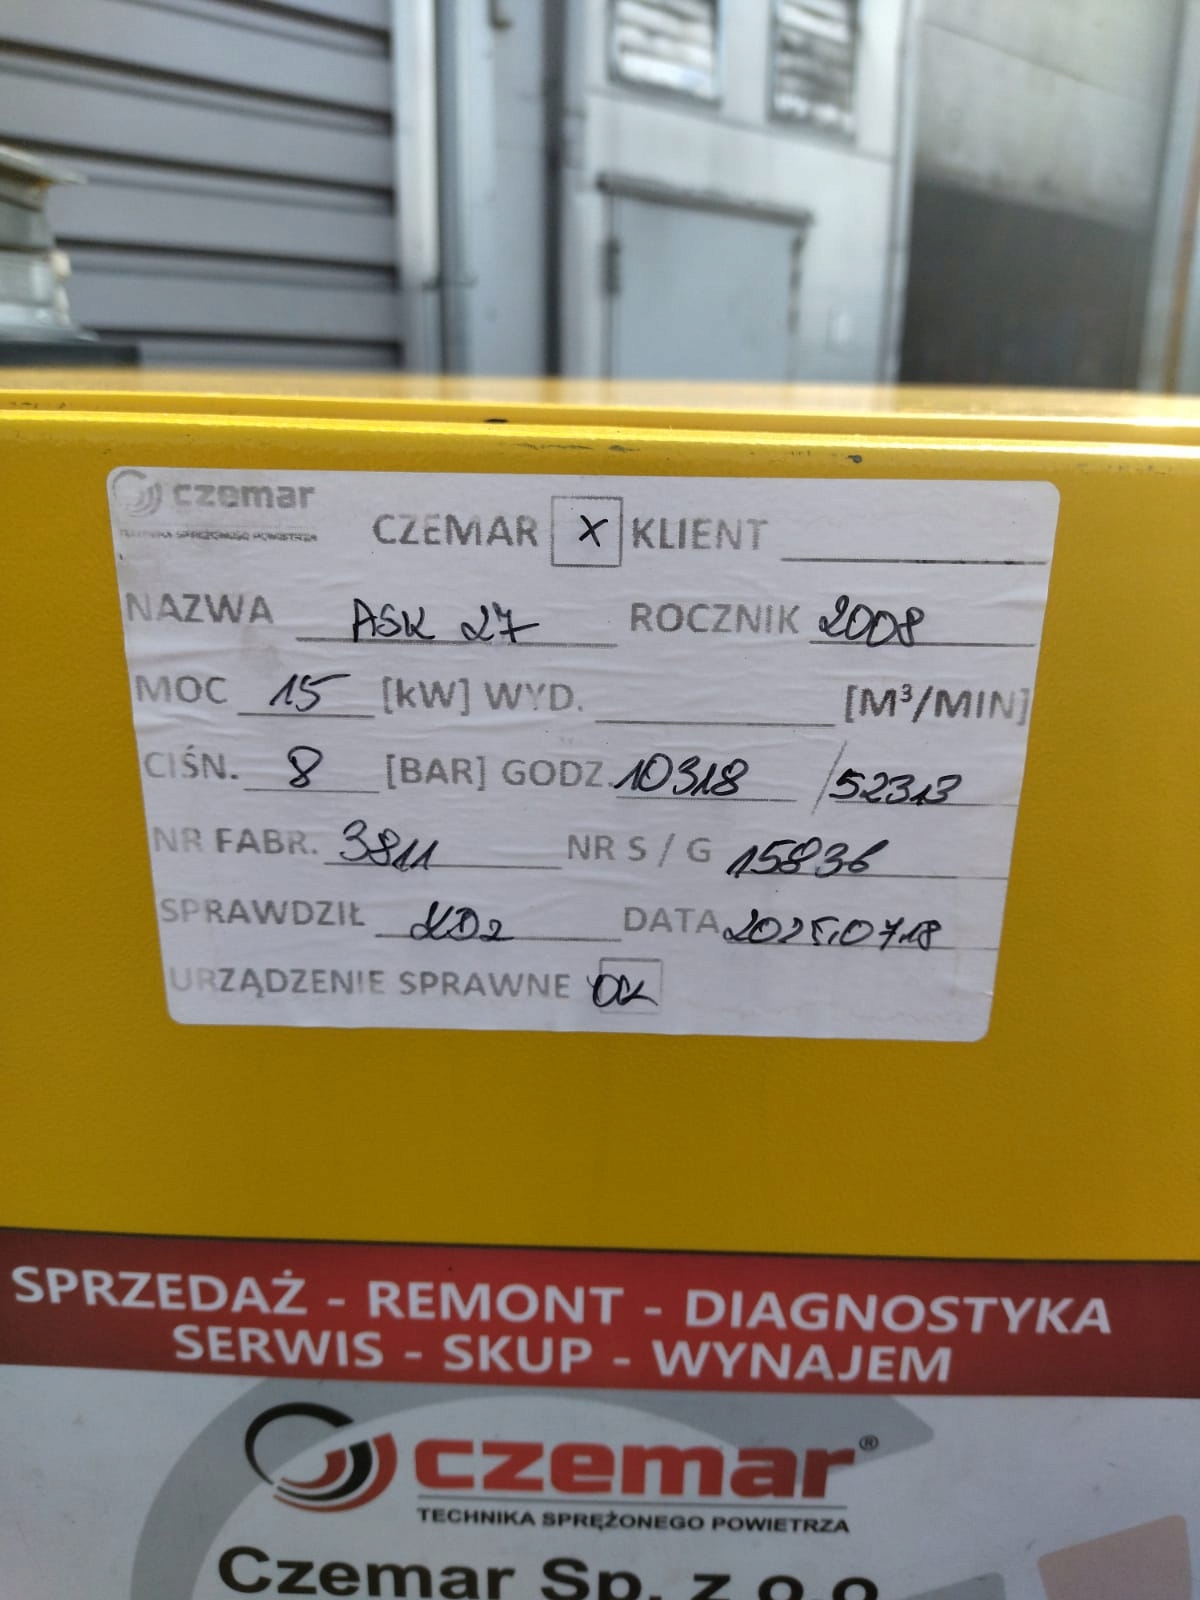 czemar
TECHNIKA SPRĘŻONEGO POWIETRZA
CZEMAR X KLIENT
NAZWA ASK 27 ROCZNIK 2008
MOC 15 [kW] WYD. [M³/MIN]
CIŚN. 8 [BAR] GODZ. 10318 / 52313
NR FABR. 3811 NR S / G 15836
SPRAWDZIŁ DATA 2025.07.18
URZĄDZENIE SPRAWNE OK
SPRZEDAŻ - REMONT - DIAGNOSTYKA
SERWIS - SKUP - WYNAJEM
czemar®
TECHNIKA SPRĘŻONEGO POWIETRZA
Czemar Sp. z o.o